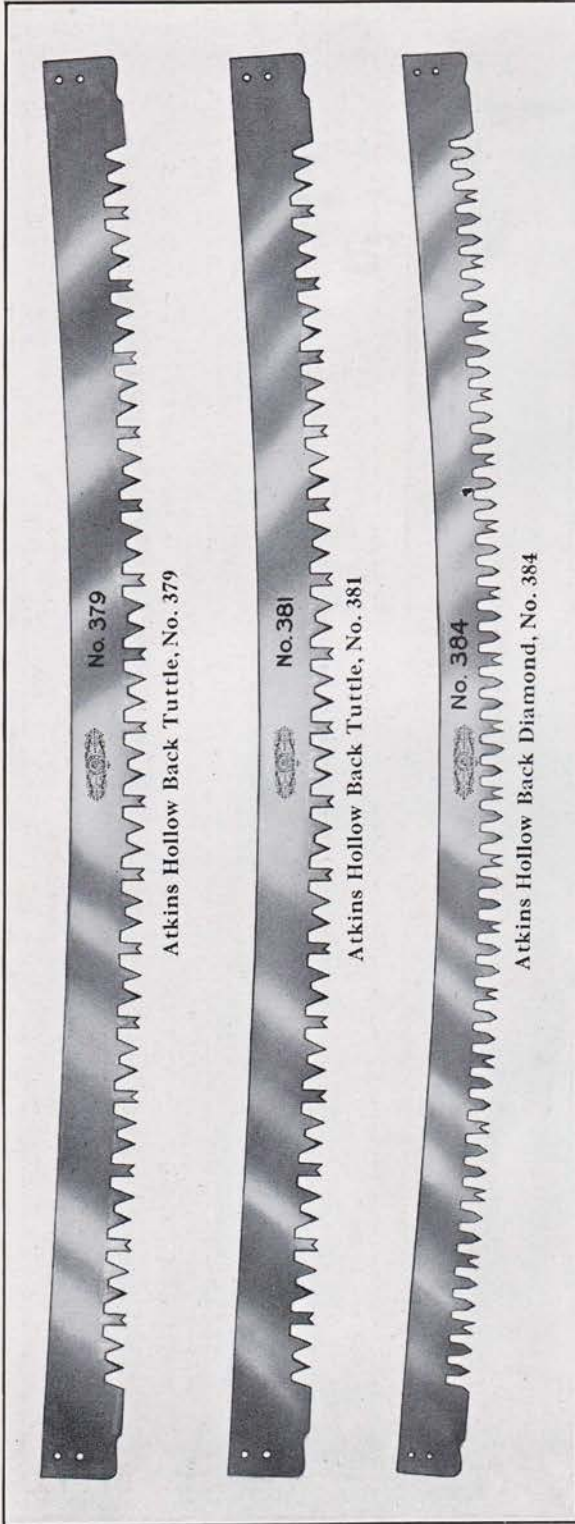 No. 379
Atkins Hollow Back Tuttle, No. 379
No. 381
Atkins Hollow Back Tuttle, No. 381
No. 384
Atkins Hollow Back Diamond, No. 384